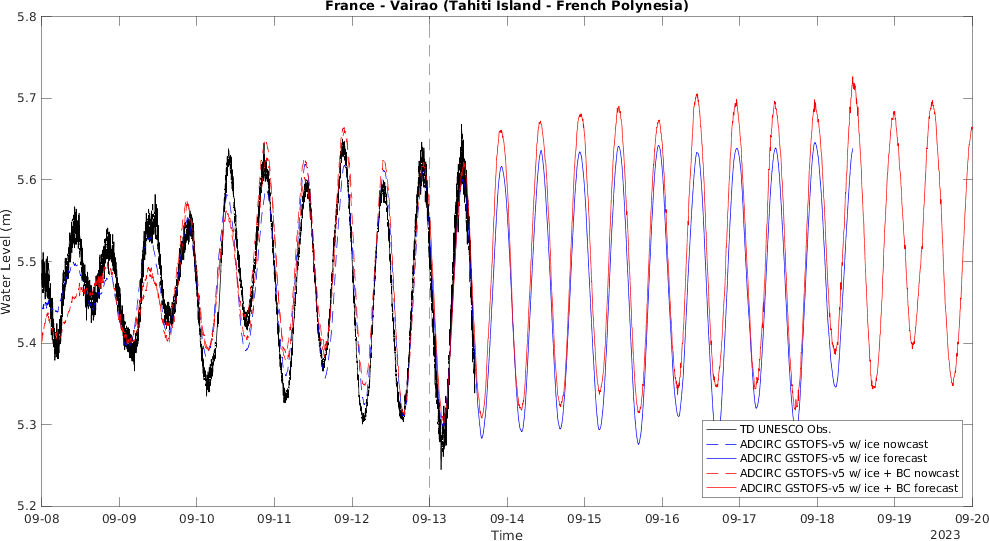 France - Vairao (Tahiti Island - French Polynesia)
5.8
5.7
5.6
5.5
5.4
5.3
5.2
Water Level (m)
TD UNESCO Obs.
ADCIRC GSTOFS-v5 w/ ice nowcast
ADCIRC GSTOFS-v5 w/ ice forecast
ADCIRC GSTOFS-v5 w/ ice + BC nowcast
ADCIRC GSTOFS-v5 w/ ice + BC forecast
09-08 09-09 09-10 09-11 09-12 09-13 09-14 09-15 09-16 09-17 09-18 09-19 09-20
Time
2023